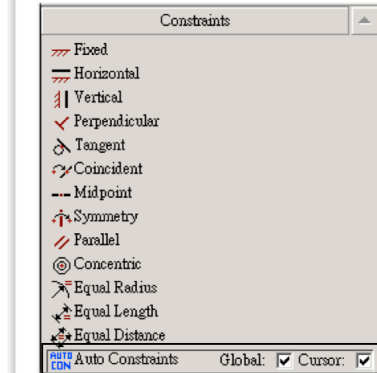 Constraints
Fixed
Horizontal
Vertical
Perpendicular
Tangent
Coincident
Midpoint
Symmetry
Parallel
Concentric
Equal Radius
Equal Length
Equal Distance
AUTO CON Auto Constraints Global: Cursor: